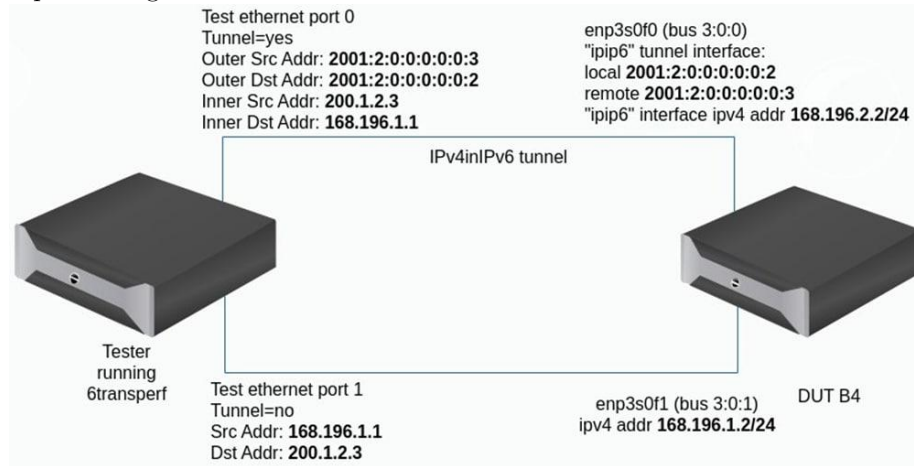 Test ethernet port 0
Tunnel=yes
Outer Src Addr: 2001:2:0:0:0:0:0:3
Outer Dst Addr: 2001:2:0:0:0:0:0:2
Inner Src Addr: 200.1.2.3
Inner Dst Addr: 168.196.1.1
enp3s0f0 (bus 3:0:0)
"ipip6" tunnel interface:
local 2001:2:0:0:0:0:0:2
remote 2001:2:0:0:0:0:0:3
"ipip6" interface ipv4 addr 168.196.2.2/24
IPv4inIPv6 tunnel
Tester
running
6transperf
Test ethernet port 1
Tunnel=no
Src Addr: 168.196.1.1
Dst Addr: 200.1.2.3
enp3s0f1 (bus 3:0:1)
ipv4 addr 168.196.1.2/24
DUT B4